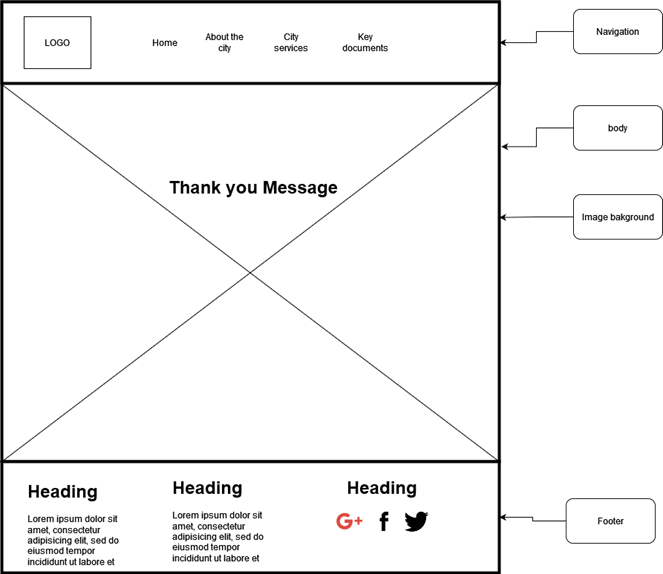 LOGO
Home
About the
city
City
services
Key
documents
Navigation
body
Thank you Message
Image bakground
Heading
Lorem ipsum dolor sit
amet, consectetur
adipisicing elit, sed do
eiusmod tempor
incididunt ut labore et
Heading
Lorem ipsum dolor sit
amet, consectetur
adipisicing elit, sed do
eiusmod tempor
incididunt ut labore et
Heading
G+
f
Footer